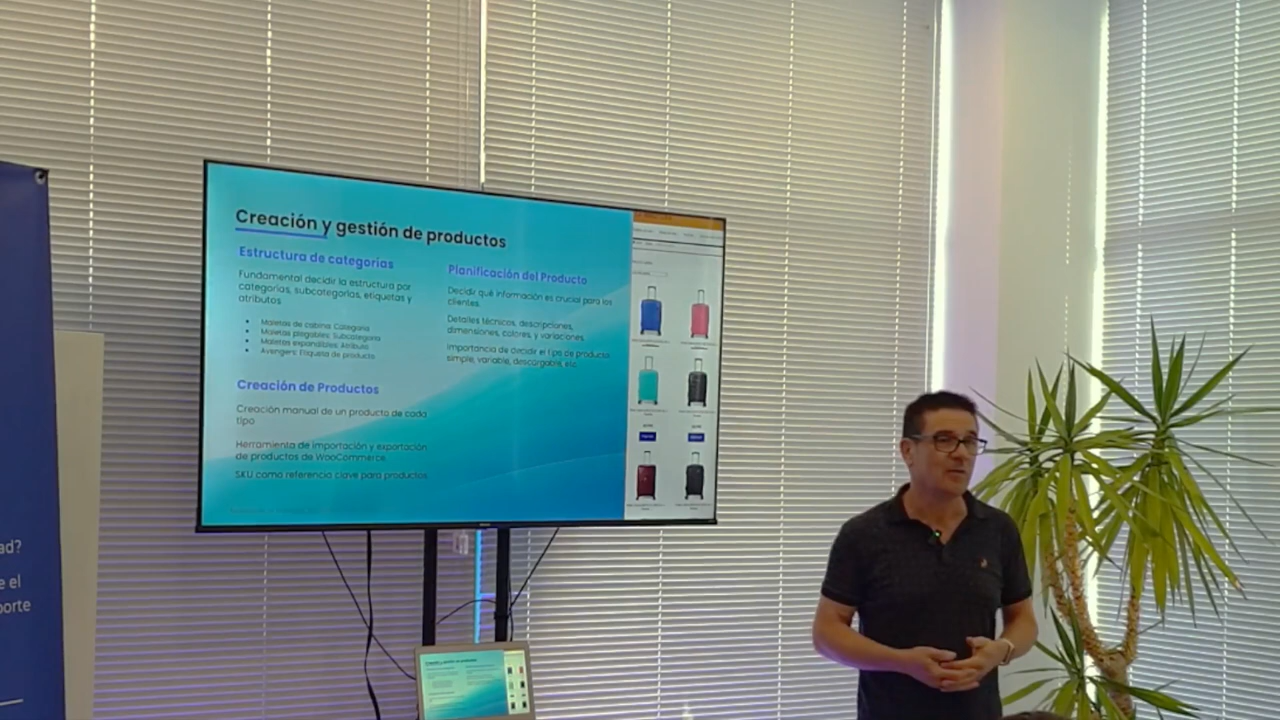 Creación y gestión de productos
Estructura de categorías
Fundamental decidir la estructura por
categorías, subcategorías, etiquetas y
atributos
Maletas de cabina: Categoría
Maletas plegables: Subcategoría
Maletas expandibles: Atributo
Avengers: Etiqueta de producto
Creación de Productos
Creación manual de un producto de cada
tipo
Herramienta de importación y exportación
de productos de WooCommerce
SKU como referencia clave para productos
Planificación del Producto
Decidir qué información es crucial para los
clientes.
Detalles técnicos, descripciones,
dimensiones, colores, y variaciones
Importancia de decidir el tipo de producto:
simple, variable, descargable, etc.
ad?
e el
porte